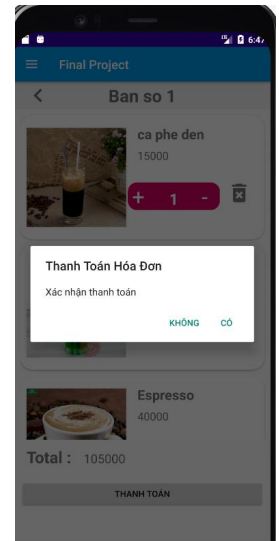 6:4
Final Project
Ban so 1
ca phe den
15000
+ 1 -
Thanh Toán Hóa Đơn
Xác nhận thanh toán
KHÔNG CÓ
Espresso
40000
Total : 105000
THANH TOÁN